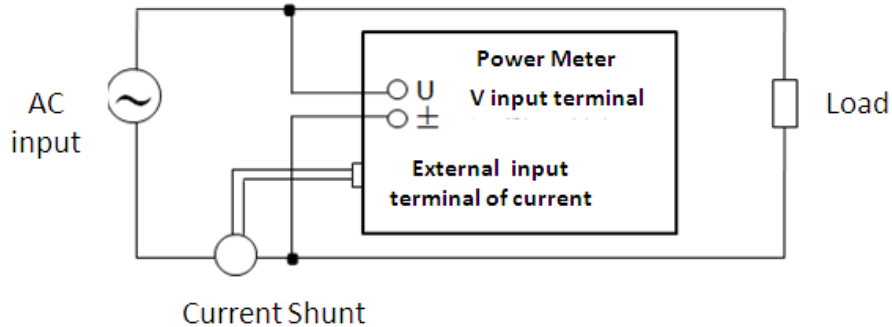 Power Meter
U
V input terminal
±
AC
input
Load
External input
terminal of current
Current Shunt